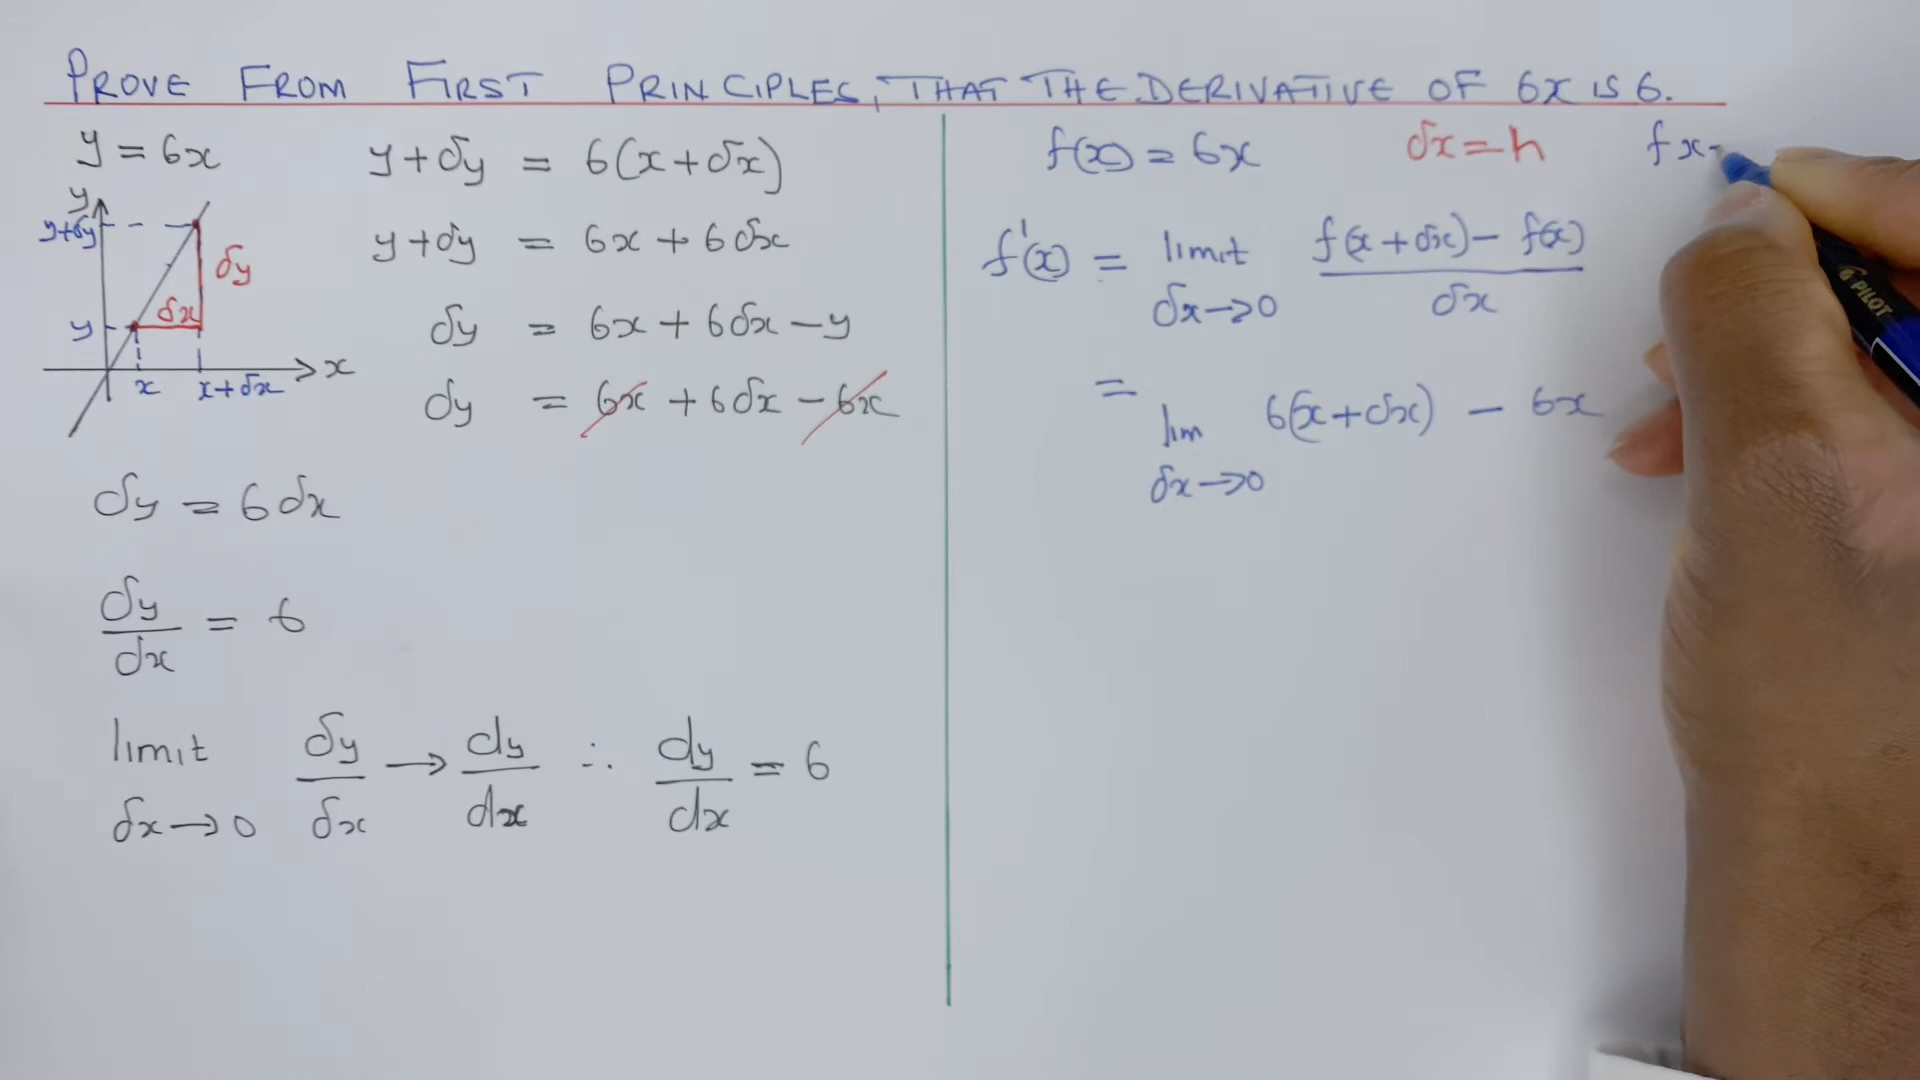 PROVE FROM FIRST PRINCIPLES, THAT THE DERIVATIVE OF 6x IS 6.
y = 6x
y
y+δy
δy
δx
y
x
x
x+δx
y+δy = 6(x+δx)
y+δy = 6x + 6δx
δy = 6x + 6δx - y
δy = 6x + 6δx - 6x
δy = 6δx
δy/δx = 6
limit δx→0 δy/δx → dy/dx ∴ dy/dx = 6
f(x) = 6x δx = h fx-
f'(x) = limit δx→0 f(x+δx) - f(x) / δx
= lim δx→0 6(x+δx) - 6x
PILOT